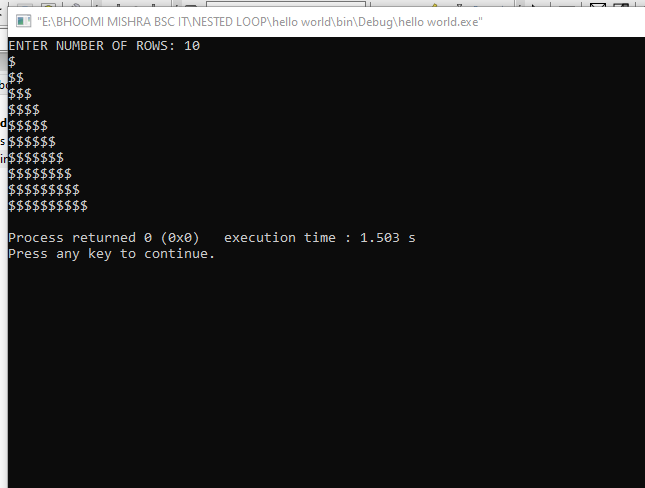 "E:\BHOOMI MISHRA BSC IT\NESTED LOOP\hello world\bin\Debug\hello world.exe"
ENTER NUMBER OF ROWS: 10
$
$$
$$$
$$$$
$$$$$
$$$$$$
$$$$$$$
$$$$$$$$
$$$$$$$$$
$$$$$$$$$$
Process returned 0 (0x0)   execution time : 1.503 s
Press any key to continue.